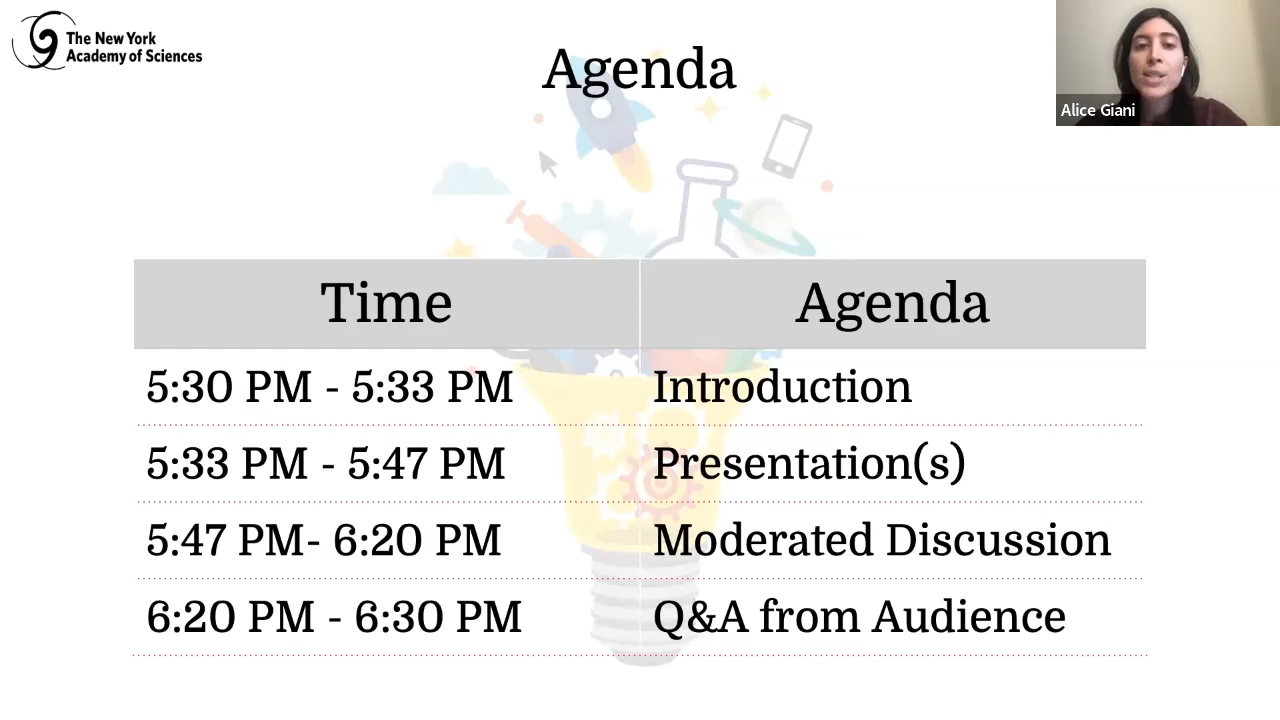 The New York
Academy of Sciences
Agenda
Alice Giani
Time Agenda
5:30 PM - 5:33 PM Introduction
5:33 PM - 5:47 PM Presentation(s)
5:47 PM- 6:20 PM Moderated Discussion
6:20 PM - 6:30 PM Q&A from Audience